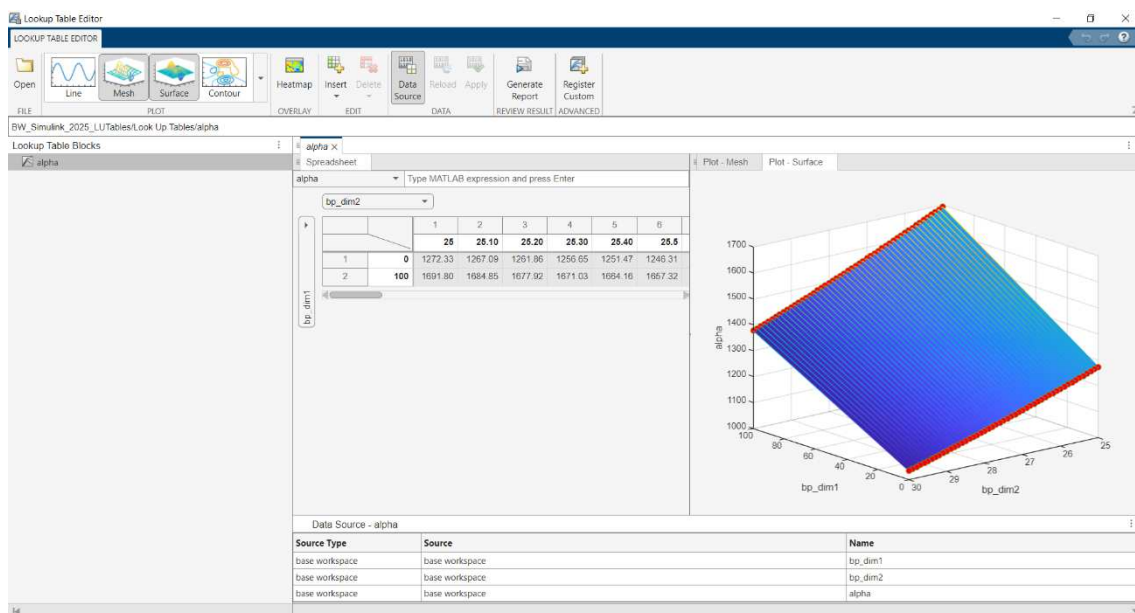 Lookup Table Editor
LOOKUP TABLE EDITOR
Open Line Mesh Surface Contour Heatmap Insert Delete Data Source Reload Apply Generate Report Register Custom
FILE PLOT OVERLAY EDIT DATA REVIEW RESULT ADVANCED
BW_Simulink_2025_LUTables/Look Up Tables/alpha
Lookup Table Blocks
alpha
alpha ×
Spreadsheet
alpha Type MATLAB expression and press Enter
bp_dim2
1 2 3 4 5 6
25 25.10 25.20 25.30 25.40 25.5
1 0 1272.33 1267.09 1261.86 1256.65 1251.47 1246.31
2 100 1691.80 1684.85 1677.92 1671.03 1664.16 1657.32
bp_dim1
Plot - Mesh Plot - Surface
1700
1600
1500
1400
1300
1200
1100
1000
alpha
100 80 60 40 20 0
bp_dim1
30 29 28 27 26 25
bp_dim2
Data Source - alpha
Source Type Source Name
base workspace base workspace bp_dim1
base workspace base workspace bp_dim2
base workspace base workspace alpha